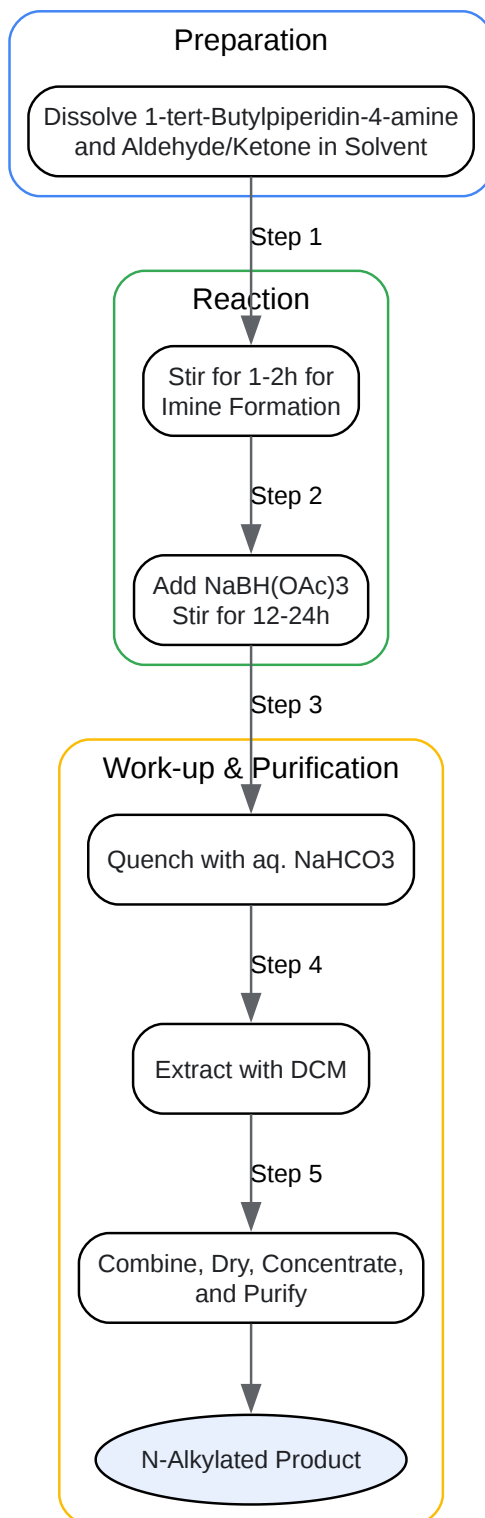 Preparation
Dissolve 1-tert-Butylpiperidin-4-amine
and Aldehyde/Ketone in Solvent
Step 1
Reaction
Stir for 1-2h for
Imine Formation
Step 2
Add NaBH(OAc)3
Stir for 12-24h
Step 3
Work-up & Purification
Quench with aq. NaHCO3
Step 4
Extract with DCM
Step 5
Combine, Dry, Concentrate,
and Purify
N-Alkylated Product